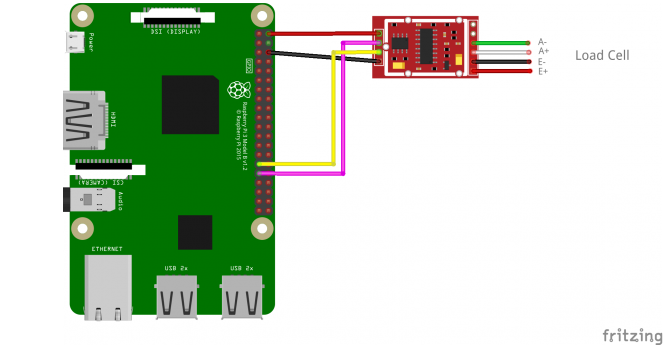 DSI (DISPLAY)
Power
HDMI
GPIO
Raspberry Pi 3 Model B v1.2
© Raspberry Pi 2015
CSI (CAMERA)
Audio
ETHERNET
USB 2x
USB 2x
A-
A+
E-
E+
Load Cell
fritzing